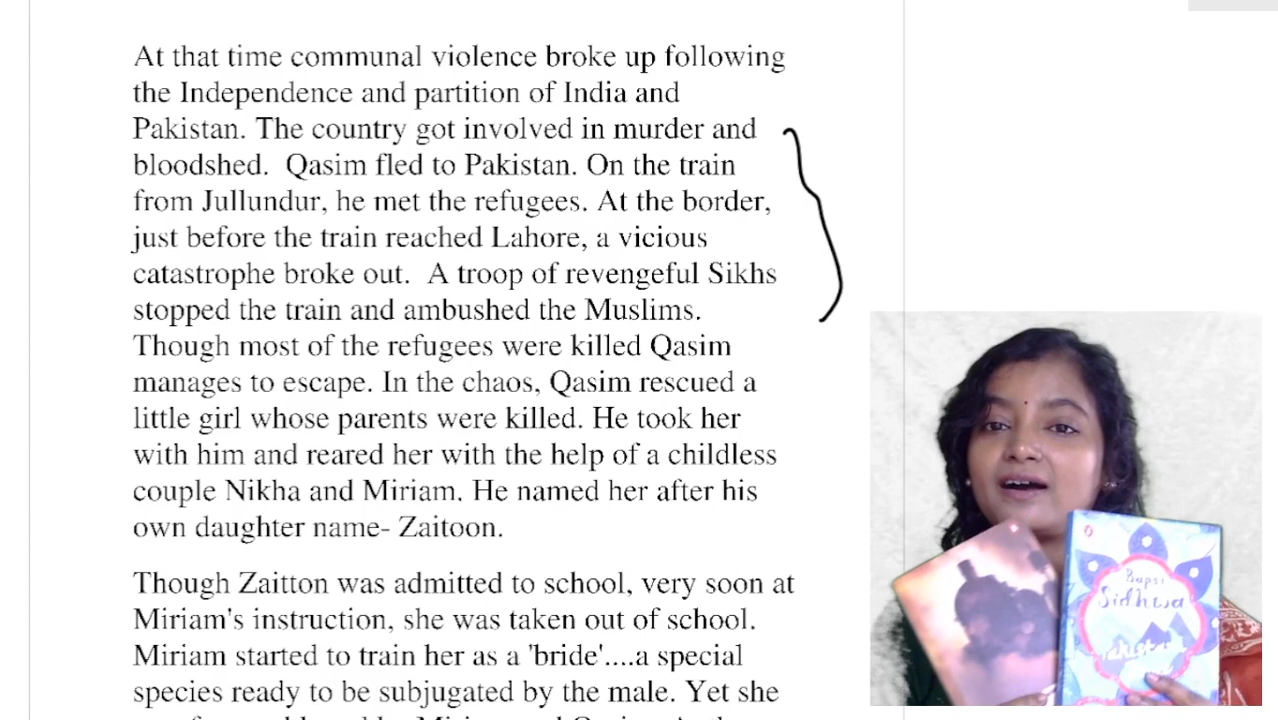 At that time communal violence broke up following
the Independence and partition of India and
Pakistan. The country got involved in murder and
bloodshed.  Qasim fled to Pakistan. On the train
from Jullundur, he met the refugees. At the border,
just before the train reached Lahore, a vicious
catastrophe broke out.  A troop of revengeful Sikhs
stopped the train and ambushed the Muslims.
Though most of the refugees were killed Qasim
manages to escape. In the chaos, Qasim rescued a
little girl whose parents were killed. He took her
with him and reared her with the help of a childless
couple Nikha and Miriam. He named her after his
own daughter name- Zaitoon.
Though Zaitton was admitted to school, very soon at
Miriam's instruction, she was taken out of school.
Miriam started to train her as a 'bride'....a special
species ready to be subjugated by the male. Yet she
Bapsi
Sidhwa